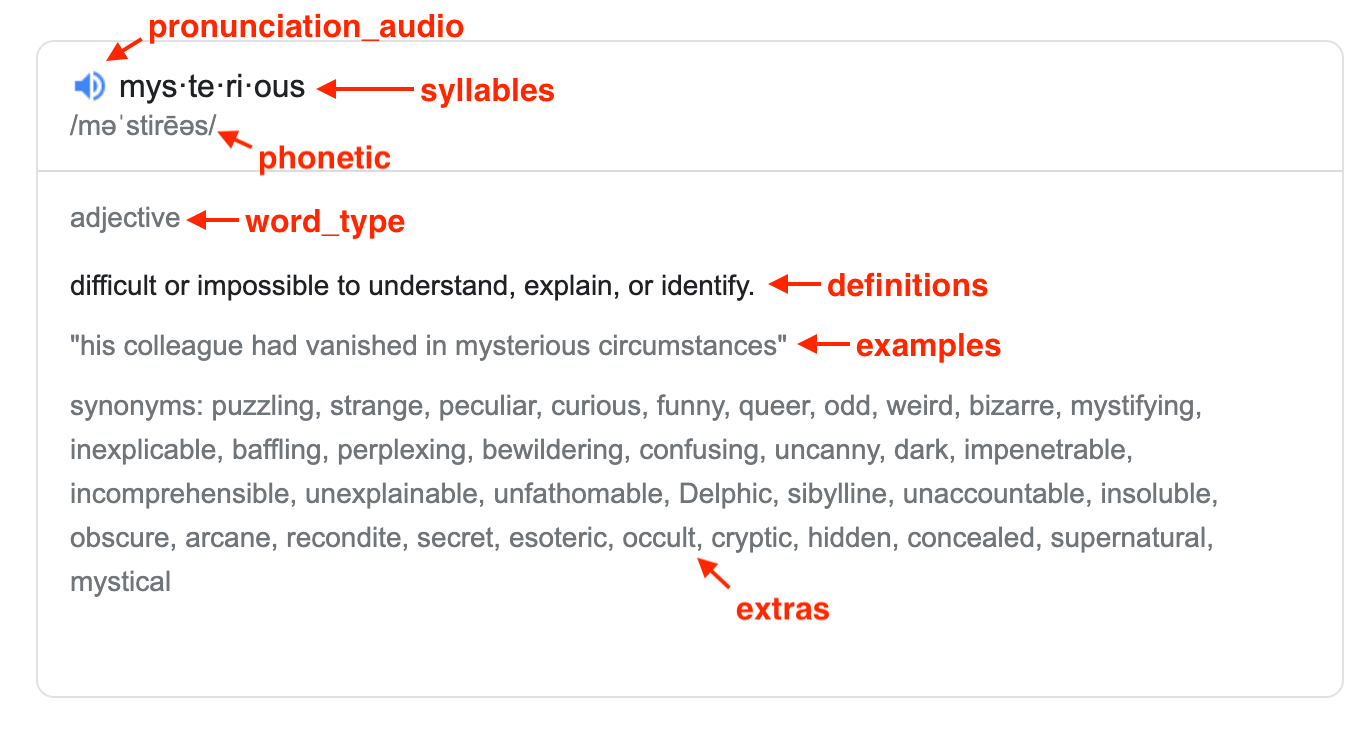 pronunciation_audio
mys·te·ri·ous
syllables
/məˈstirēəs/
phonetic
adjective
word_type
difficult or impossible to understand, explain, or identify.
definitions
"his colleague had vanished in mysterious circumstances"
examples
synonyms: puzzling, strange, peculiar, curious, funny, queer, odd, weird, bizarre, mystifying,
inexplicable, baffling, perplexing, bewildering, confusing, uncanny, dark, impenetrable,
incomprehensible, unexplainable, unfathomable, Delphic, sibylline, unaccountable, insoluble,
obscure, arcane, recondite, secret, esoteric, occult, cryptic, hidden, concealed, supernatural,
mystical
extras